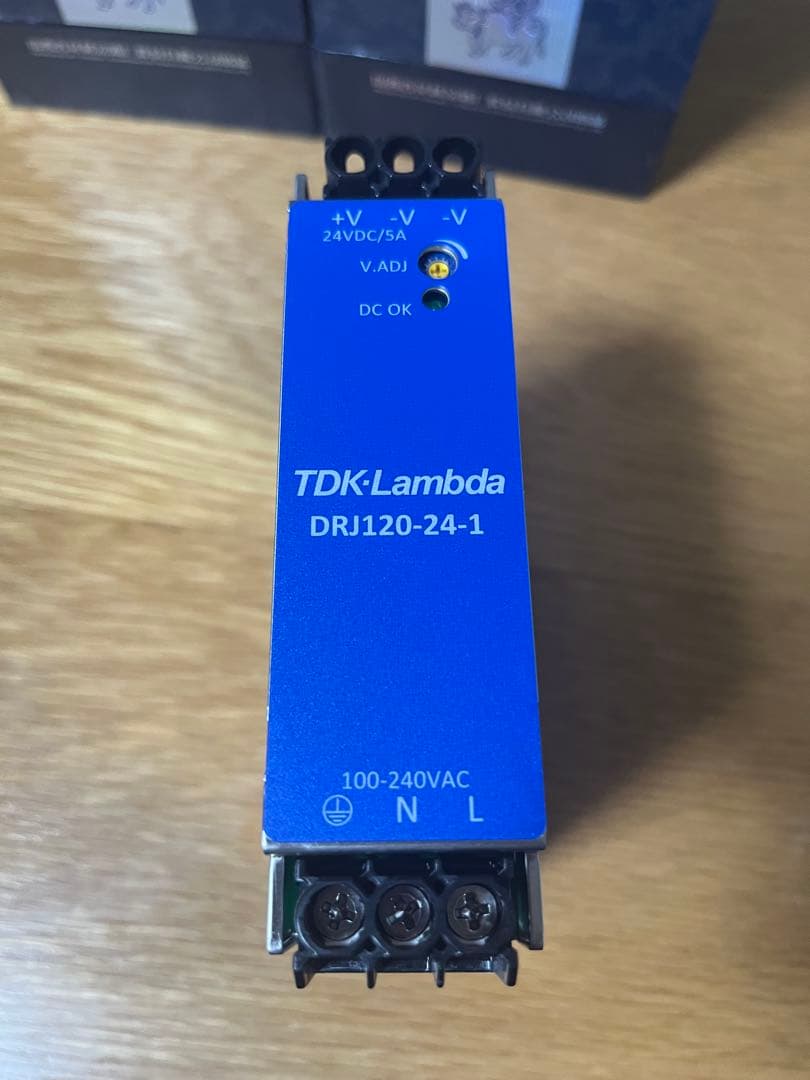 +V -V -V
24VDC/5A
V.ADJ
DC OK
TDK·Lambda
DRJ120-24-1
100-240VAC
N L